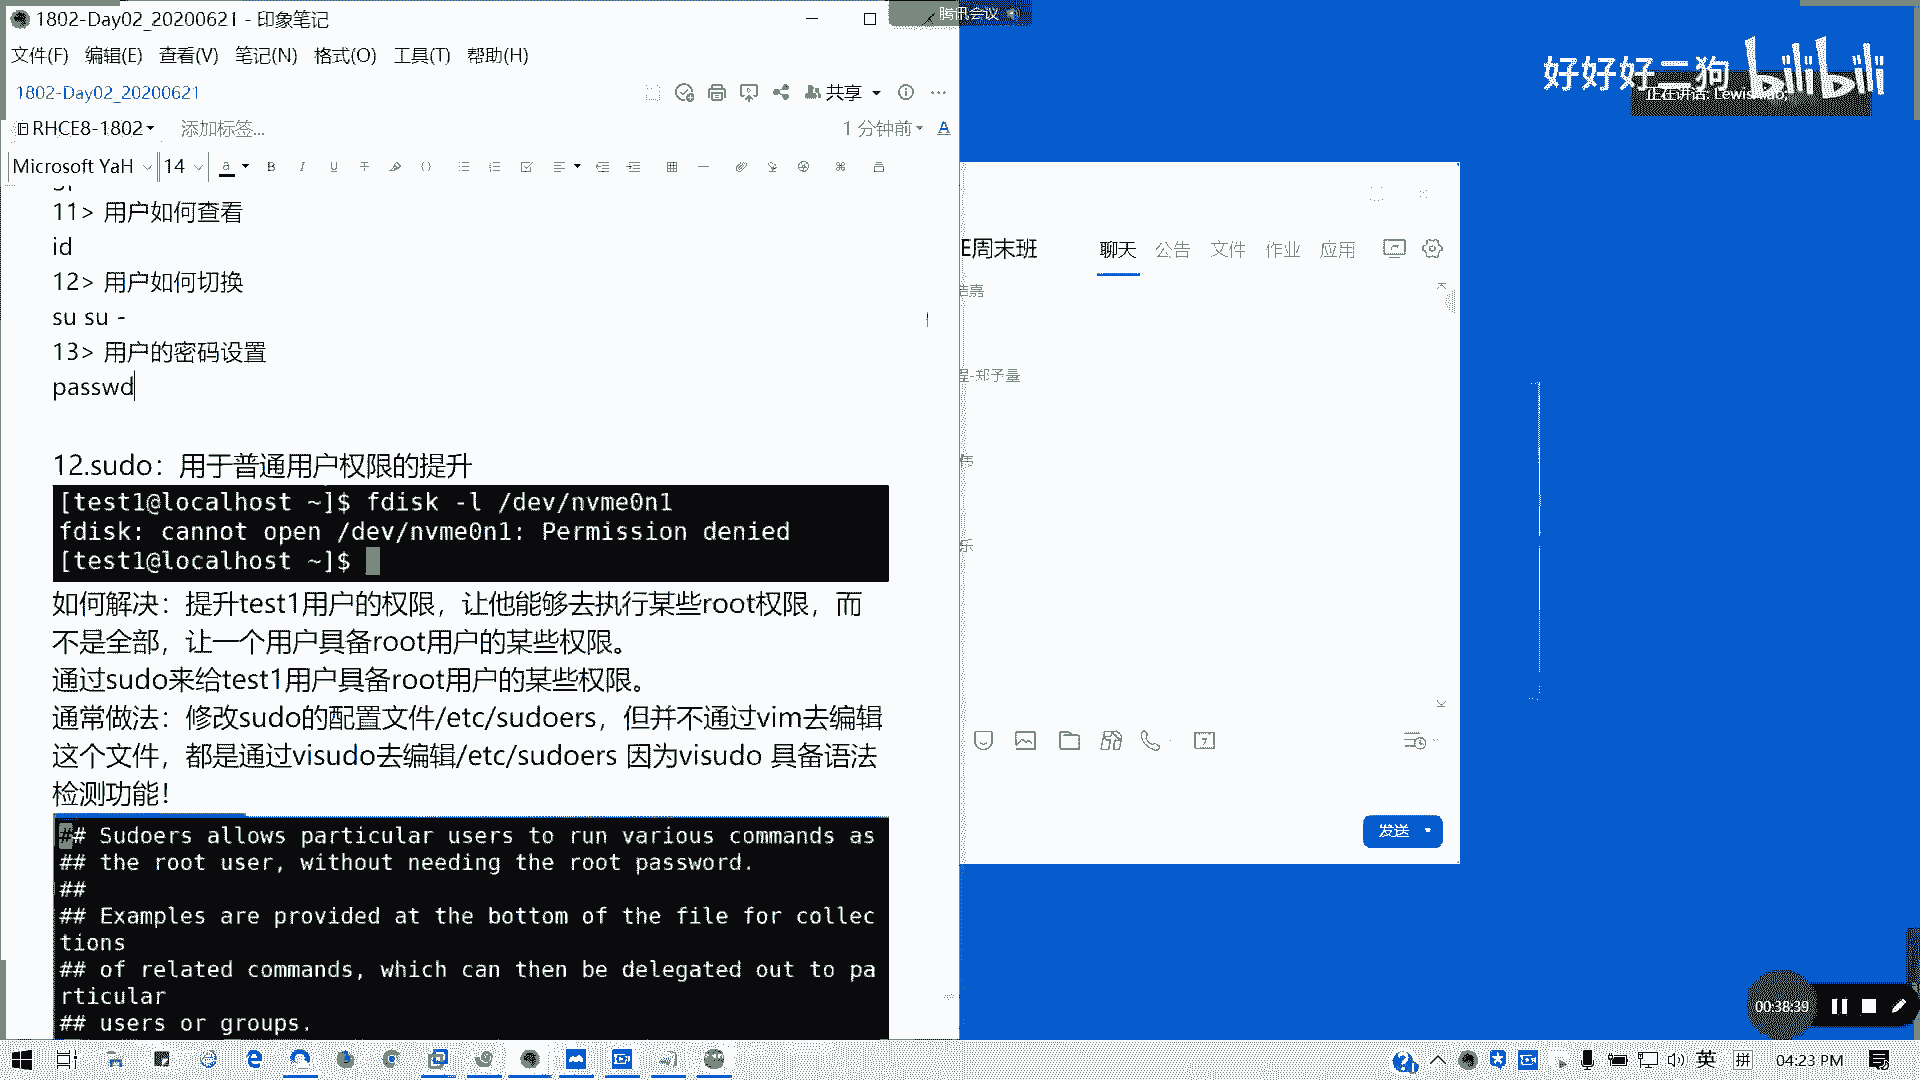 1802-Day02_20200621 - 印象笔记
腾讯会议
文件(F) 编辑(E) 查看(V) 笔记(N) 格式(O) 工具(T) 帮助(H)
1802-Day02_20200621
共享
RHCE8-1802
添加标签...
1 分钟前
Microsoft YaH 14
11> 用户如何查看
id
12> 用户如何切换
su su -
13> 用户的密码设置
passwd
12.sudo：用于普通用户权限的提升
[test1@localhost ~]$ fdisk -l /dev/nvme0n1
fdisk: cannot open /dev/nvme0n1: Permission denied
[test1@localhost ~]$
如何解决：提升test1用户的权限，让他能够去执行某些root权限，而
不是全部，让一个用户具备root用户的某些权限。
通过sudo来给test1用户具备root用户的某些权限。
通常做法：修改sudo的配置文件/etc/sudoers，但并不通过vim去编辑
这个文件，都是通过visudo去编辑/etc/sudoers 因为visudo 具备语法
检测功能！
### Sudoers allows particular users to run various commands as
## the root user, without needing the root password.
##
## Examples are provided at the bottom of the file for collec
tions
## of related commands, which can then be delegated out to pa
rticular
## users or groups.
好好好二狗 bilibili
正在讲话:
E周末班
聊天 公告 文件 作业 应用
郑予量
乐
发送
00:38:39
英
拼
04:23 PM